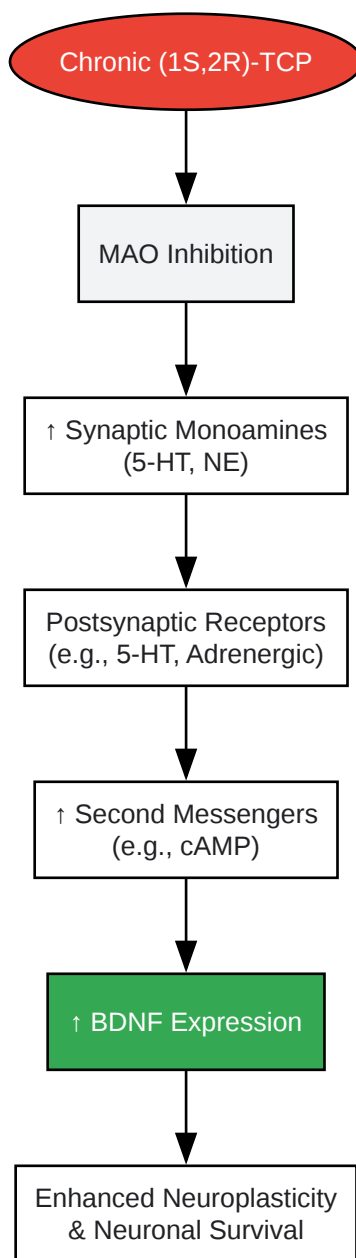 Chronic (1S,2R)-TCP
MAO Inhibition
↑ Synaptic Monoamines
(5-HT, NE)
Postsynaptic Receptors
(e.g., 5-HT, Adrenergic)
↑ Second Messengers
(e.g., cAMP)
↑ BDNF Expression
Enhanced Neuroplasticity
& Neuronal Survival